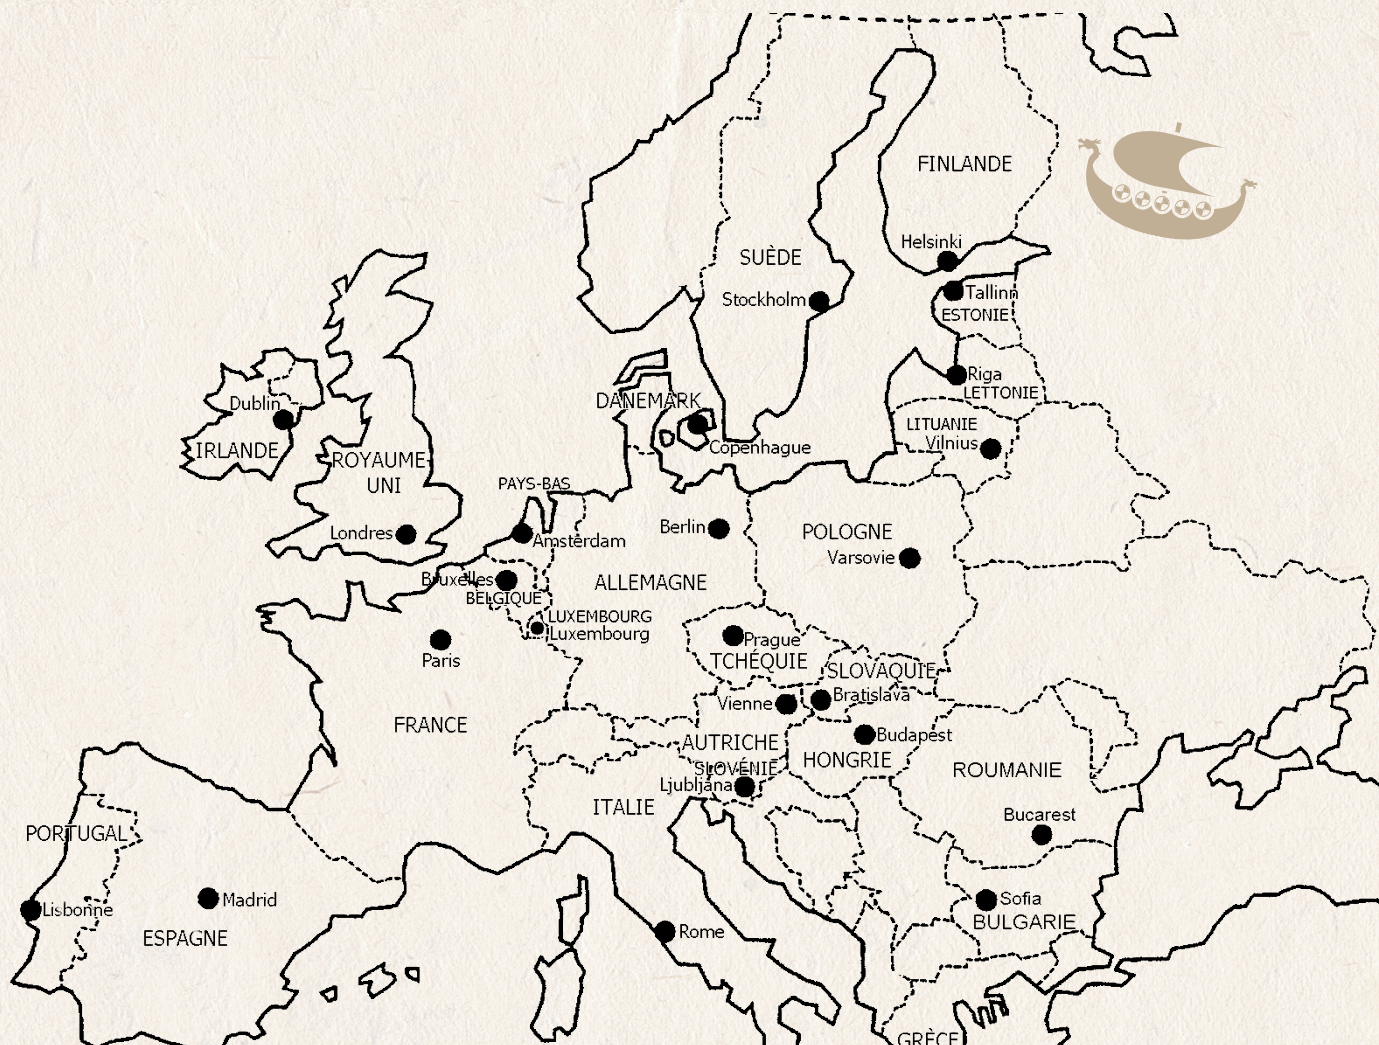 FINLANDE
Helsinki
SUÈDE
Tallinn
Stockholm
ESTONIE
Riga
LETTONIE
DANEMARK
Dublin
LITUANIE
Vilnius
Copenhague
IRLANDE
ROYAUME-
UNI
PAYS-BAS
Londres
Amsterdam
Berlin
POLOGNE
Varsovie
Bruxelles
BELGIQUE
ALLEMAGNE
LUXEMBOURG
Luxembourg
Paris
Prague
TCHÉQUIE
SLOVAQUIE
Bratislava
Vienne
FRANCE
AUTRICHE
Budapest
HONGRIE
SLOVÉNIE
Ljubljana
ROUMANIE
ITALIE
Bucarest
PORTUGAL
Lisbonne
Madrid
ESPAGNE
Rome
Sofia
BULGARIE
GRÈCE